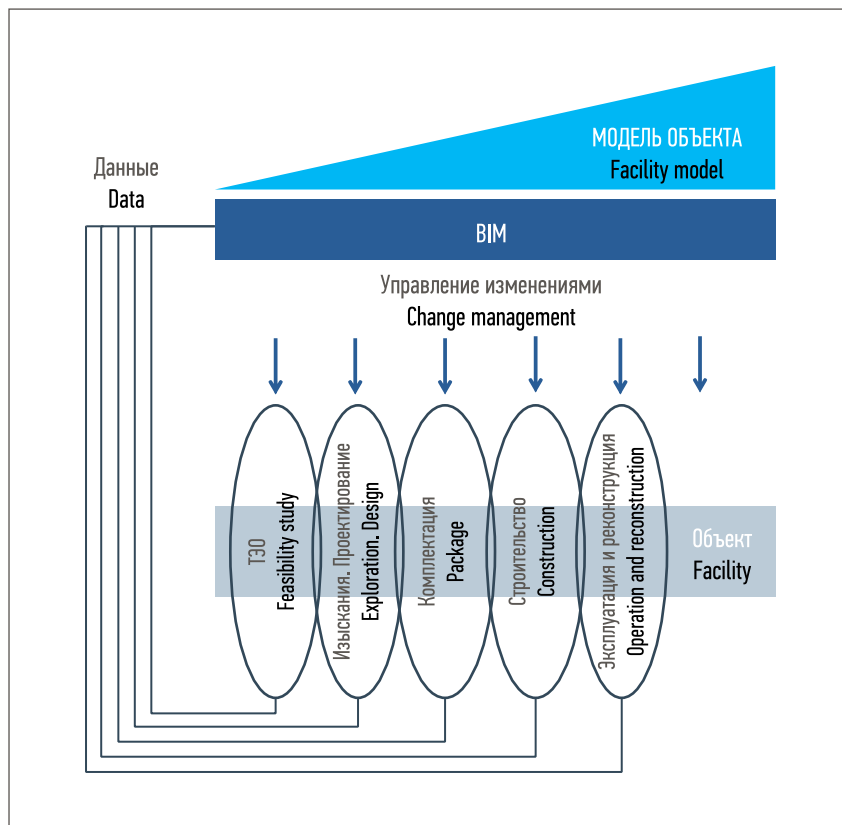 МОДЕЛЬ ОБЪЕКТА
Facility model
Данные
Data
BIM
Управление изменениями
Change management
ТЭО
Feasibility study
Изыскания. Проектирование
Exploration. Design
Комплектация
Package
Строительство
Construction
Эксплуатация и реконструкция
Operation and reconstruction
Объект
Facility